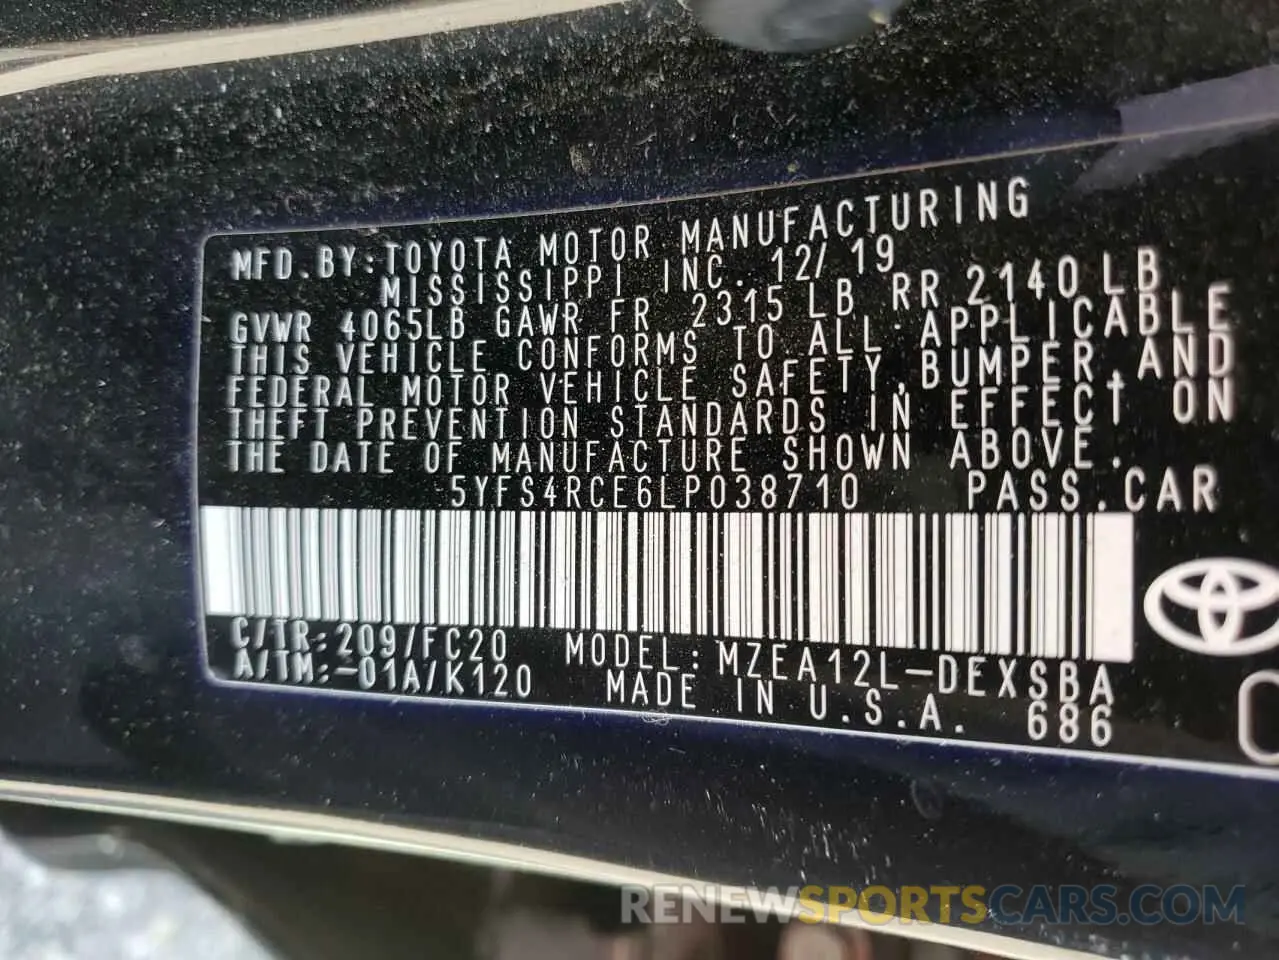 MFD.BY:TOYOTA MOTOR MANUFACTURING
MISSISSIPPI INC. 12/19
GVWR 4065LB GAWR FR 2315 LB RR 2140 LB
THIS VEHICLE CONFORMS TO ALL APPLICABLE
FEDERAL MOTOR VEHICLE SAFETY, BUMPER, AND
THEFT PREVENTION STANDARDS IN EFFECT ON
THE DATE OF MANUFACTURE SHOWN ABOVE.
5YFS4RCE6LP038710 PASS.CAR
C/TR:209/FC20 MODEL:MZEA12L-DEXSBA
A/TM:-01A/K120 MADE IN U.S.A. 686
RENEWSPORTSCARS.COM